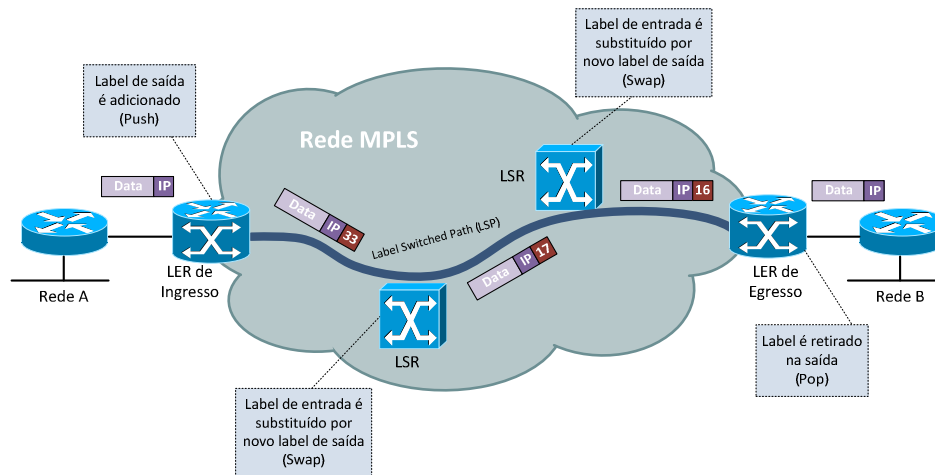 Label de entrada é
substituído por
novo label de saída
(Swap)
Label de saída
é adicionado
(Push)
Rede MPLS
LSR
Data IP
Data IP 33
Label Switched Path (LSP)
Data IP 17
Data IP 16
Data IP
Rede A
LER de
Ingresso
LER de
Egresso
Rede B
LSR
Label é retirado
na saída
(Pop)
Label de entrada é
substituído por
novo label de saída
(Swap)